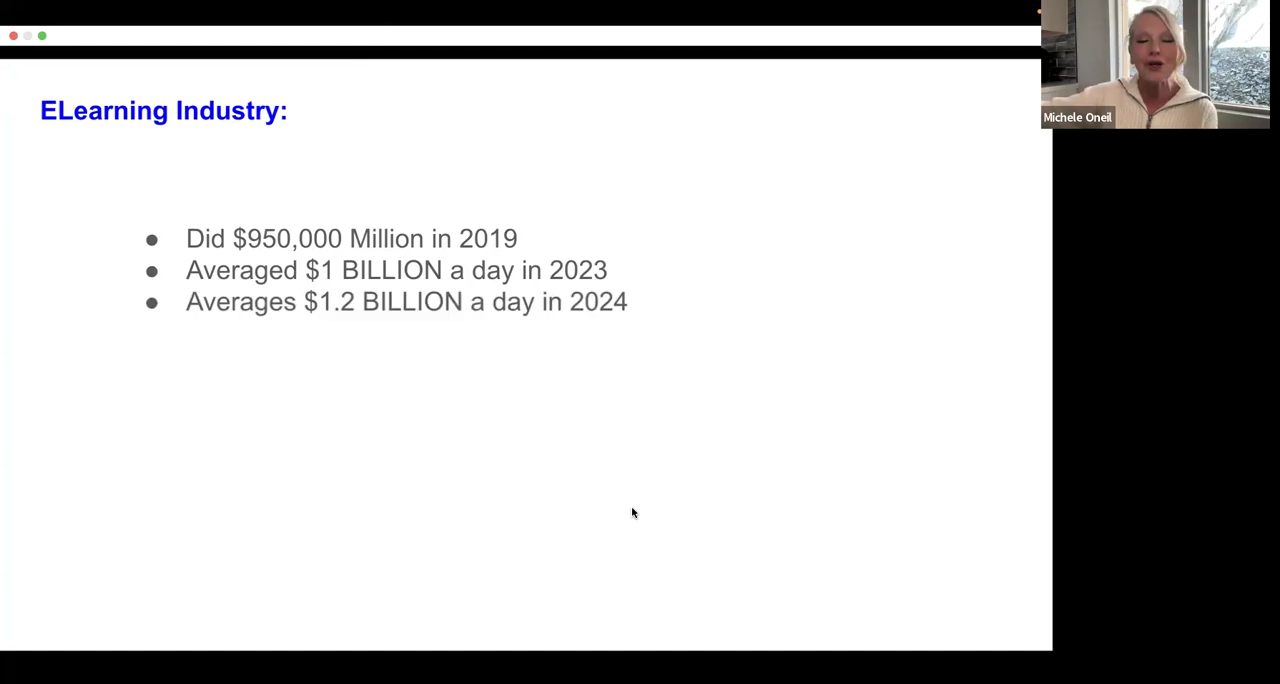 ELearning Industry:
● Did $950,000 Million in 2019
● Averaged $1 BILLION a day in 2023
● Averages $1.2 BILLION a day in 2024
Michele Oneil